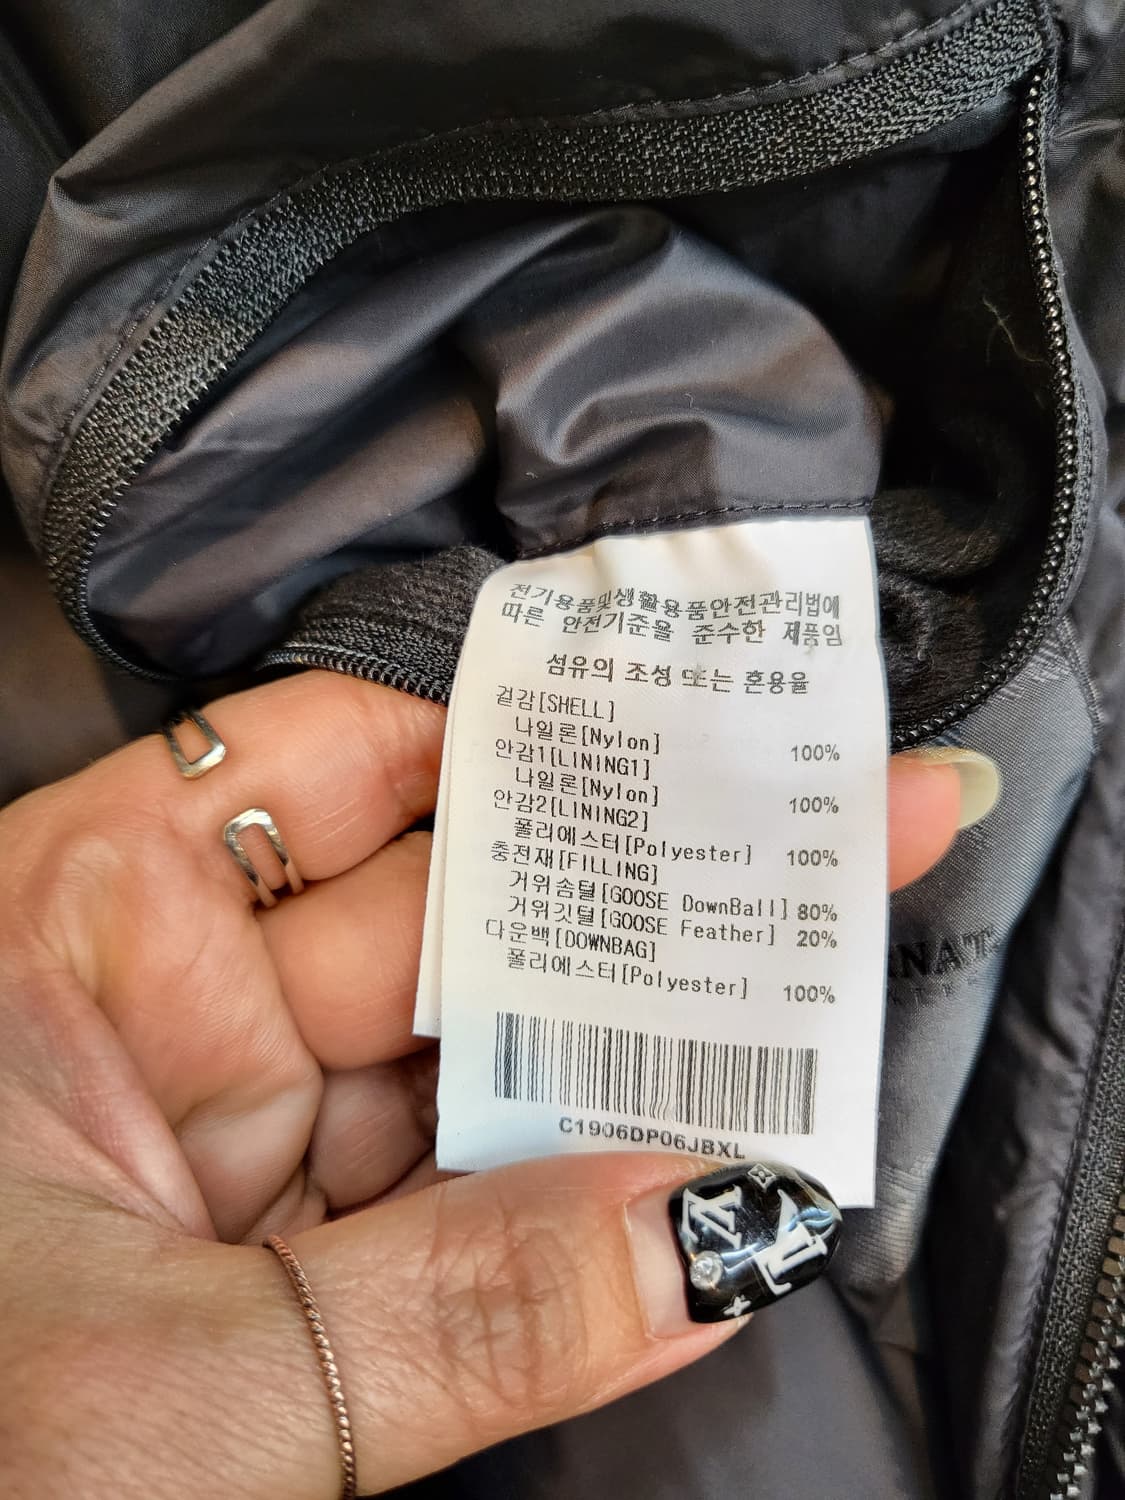 전기용품및생활용품안전관리법에
따른 안전기준을 준수한 제품임
섬유의 조성 또는 혼용율
겉감[SHELL]
나일론[Nylon] 100%
안감1[LINING1]
나일론[Nylon] 100%
안감2[LINING2]
폴리에스터[Polyester] 100%
충전재[FILLING]
거위솜털[GOOSE DownBall] 80%
거위깃털[GOOSE Feather] 20%
다운백[DOWNBAG]
폴리에스터[Polyester] 100%
C1906DP06JBXL